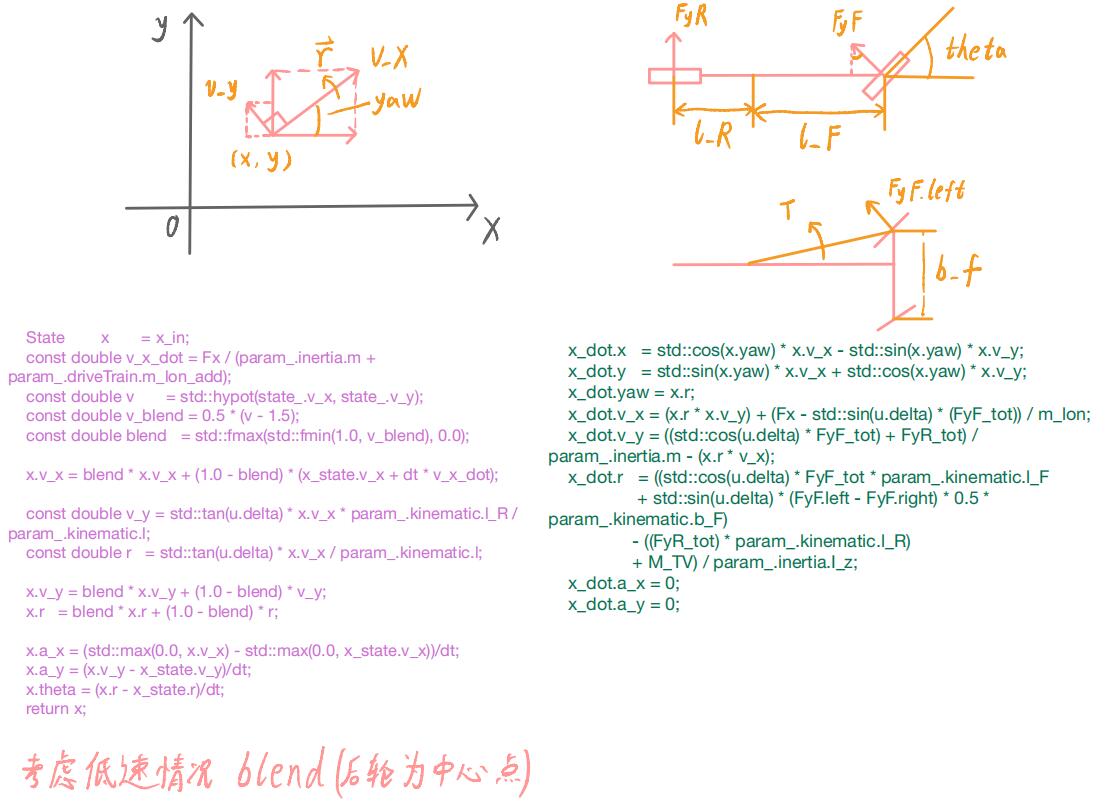 y
r
v_x
v_y
yaw
(x, y)
0
X
FyR
FyF
theta
l_R
l_F
T
FyF.left
b_f
State x = x_in;
const double v_x_dot = Fx / (param_.inertia.m +
param_.driveTrain.m_lon_add);
const double v = std::hypot(state_.v_x, state_.v_y);
const double v_blend = 0.5 * (v - 1.5);
const double blend = std::fmax(std::fmin(1.0, v_blend), 0.0);
x.v_x = blend * x.v_x + (1.0 - blend) * (x_state.v_x + dt * v_x_dot);
const double v_y = std::tan(u.delta) * x.v_x * param_.kinematic.l_R /
param_.kinematic.l;
const double r = std::tan(u.delta) * x.v_x / param_.kinematic.l;
x.v_y = blend * x.v_y + (1.0 - blend) * v_y;
x.r = blend * x.r + (1.0 - blend) * r;
x.a_x = (std::max(0.0, x.v_x) - std::max(0.0, x_state.v_x))/dt;
x.a_y = (x.v_y - x_state.v_y)/dt;
x.theta = (x.r - x_state.r)/dt;
return x;
x_dot.x = std::cos(x.yaw) * x.v_x - std::sin(x.yaw) * x.v_y;
x_dot.y = std::sin(x.yaw) * x.v_x + std::cos(x.yaw) * x.v_y;
x_dot.yaw = x.r;
x_dot.v_x = (x.r * x.v_y) + (Fx - std::sin(u.delta) * (FyF_tot)) / m_lon;
x_dot.v_y = ((std::cos(u.delta) * FyF_tot) + FyR_tot) /
param_.inertia.m - (x.r * v_x);
x_dot.r = ((std::cos(u.delta) * FyF_tot * param_.kinematic.l_F
+ std::sin(u.delta) * (FyF.left - FyF.right) * 0.5 *
param_.kinematic.b_F)
- ((FyR_tot) * param_.kinematic.l_R)
+ M_TV) / param_.inertia.I_z;
x_dot.a_x = 0;
x_dot.a_y = 0;
考虑低速情况 blend(后轮为中心点)